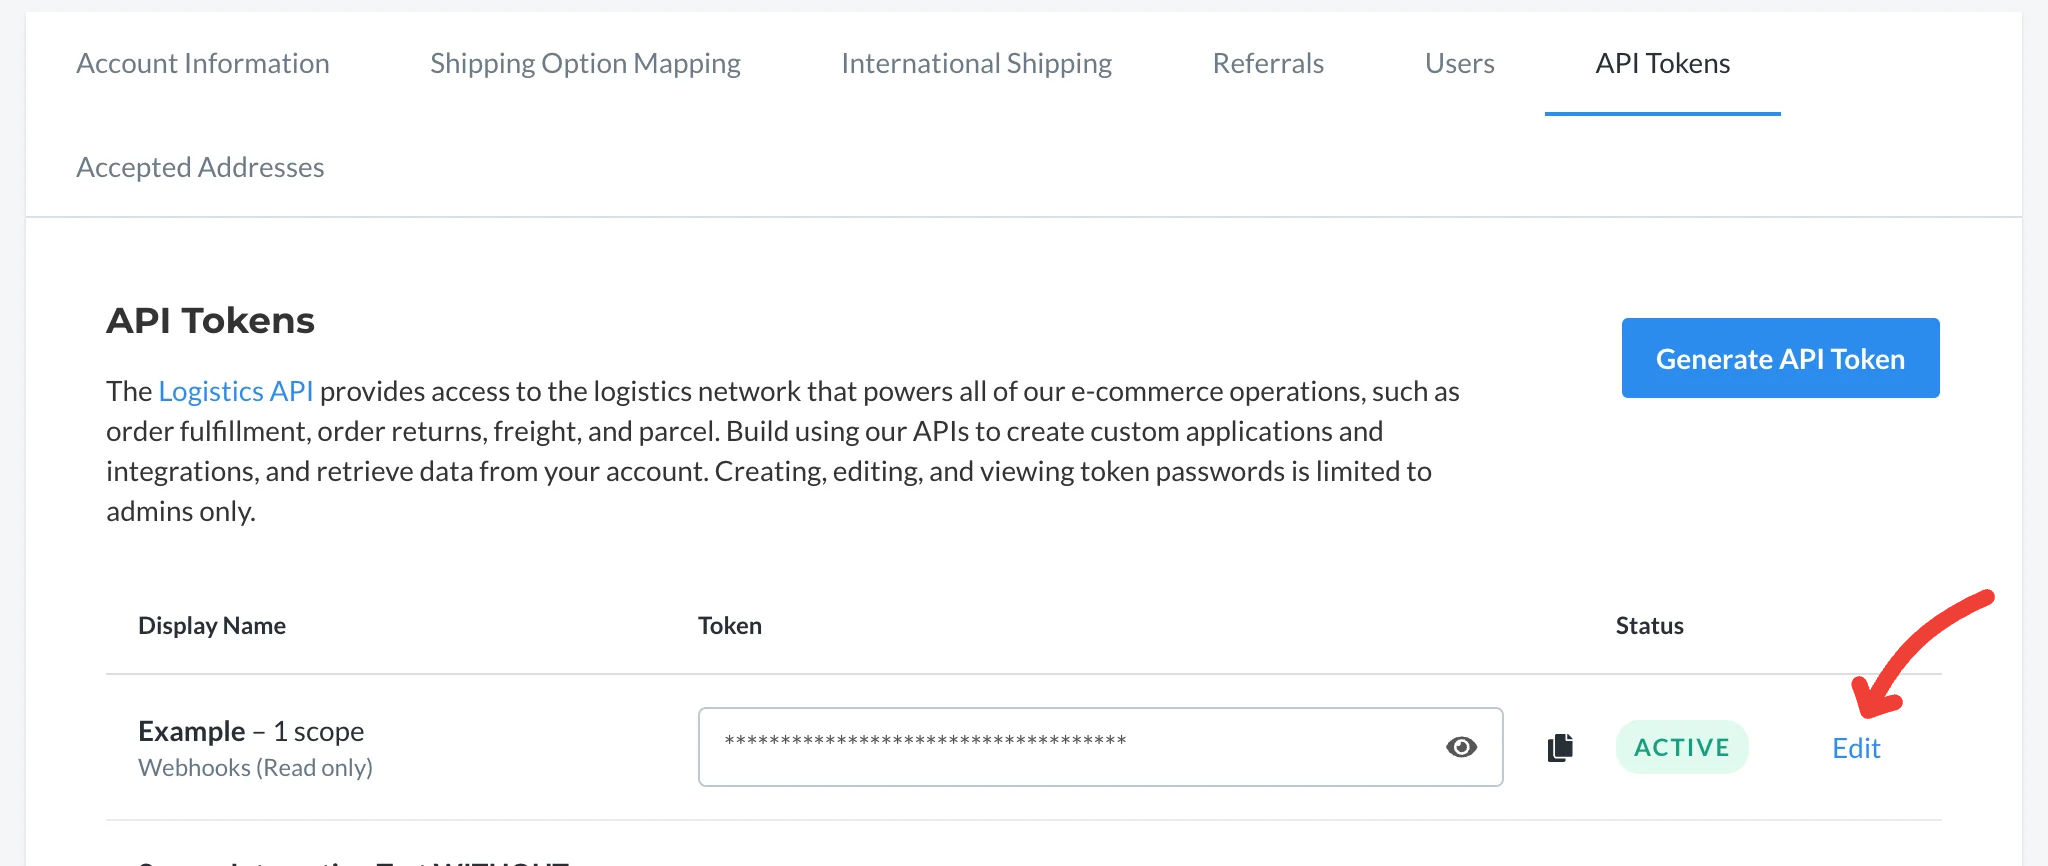 Account Information Shipping Option Mapping International Shipping Referrals Users API Tokens
Accepted Addresses
API Tokens
Generate API Token
The Logistics API provides access to the logistics network that powers all of our e-commerce operations, such as
order fulfillment, order returns, freight, and parcel. Build using our APIs to create custom applications and
integrations, and retrieve data from your account. Creating, editing, and viewing token passwords is limited to
admins only.
Display Name Token Status
Example – 1 scope
Webhooks (Read only)
************************************
ACTIVE
Edit
WITHOUT